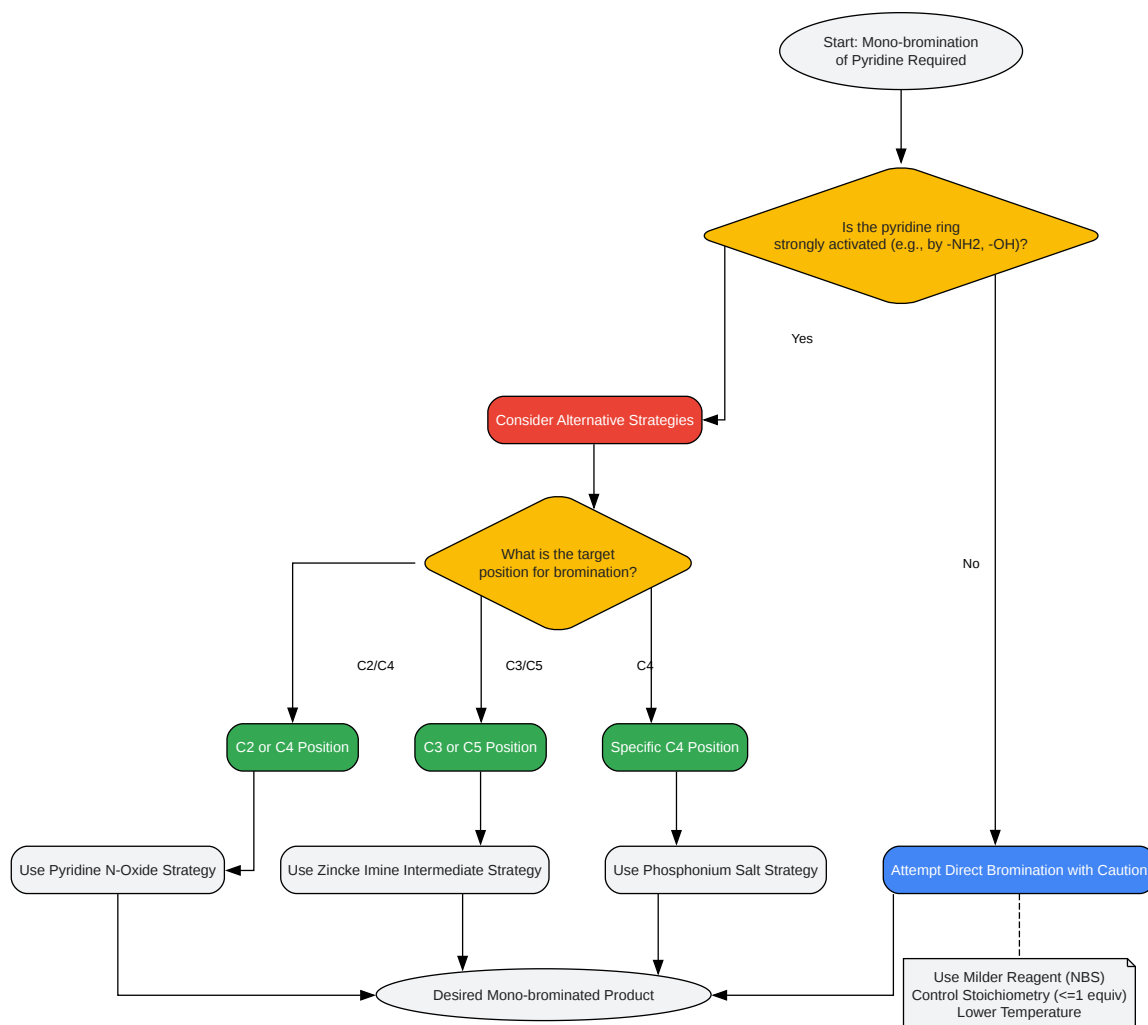 Start: Mono-bromination
of Pyridine Required
Is the pyridine ring
strongly activated (e.g., by -NH2, -OH)?
Yes
Consider Alternative Strategies
What is the target
position for bromination?
No
C2/C4
C3/C5
C4
C2 or C4 Position
C3 or C5 Position
Specific C4 Position
Use Pyridine N-Oxide Strategy
Use Zincke Imine Intermediate Strategy
Use Phosphonium Salt Strategy
Attempt Direct Bromination with Caution
Desired Mono-brominated Product
Use Milder Reagent (NBS)
Control Stoichiometry (<=1 equiv)
Lower Temperature